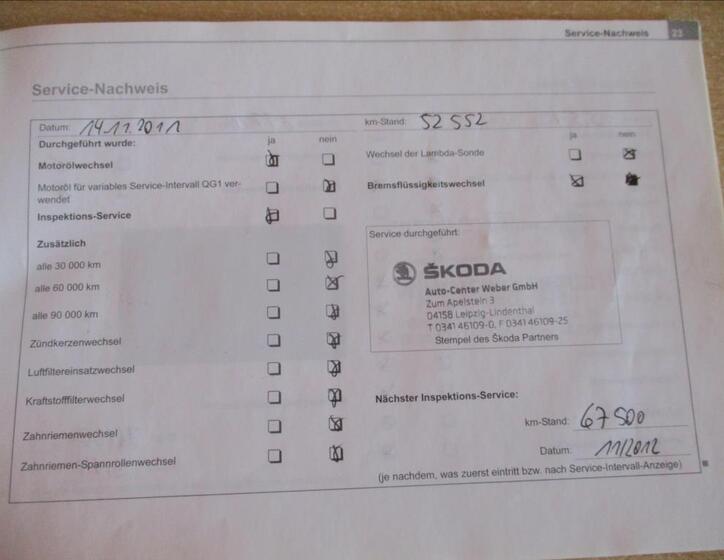 Service-Nachweis 23
Service-Nachweis
Datum: 14.11.2011 km-Stand: 52 552
Durchgeführt wurde: ja nein
ja nein
Motorölwechsel
Motoröl für variables Service-Intervall QG1 ver-
wendet
Inspektions-Service
Zusätzlich
alle 30 000 km
alle 60 000 km
alle 90 000 km
Zündkerzenwechsel
Luftfiltereinsatzwechsel
Kraftstofffilterwechsel
Zahnriemenwechsel
Zahnriemen-Spannrollenwechsel
Wechsel der Lambda-Sonde
Bremsflüssigkeitswechsel
Service durchgeführt:
ŠKODA
Auto-Center Weber GmbH
Zum Apelstein 3
04158 Leipzig-Lindenthal
T 0341 46109-0, F 0341 46109-25
Stempel des Škoda Partners
Nächster Inspektions-Service:
km-Stand: 67 500
Datum: 11/2012
(je nachdem, was zuerst eintritt bzw. nach Service-Intervall-Anzeige)